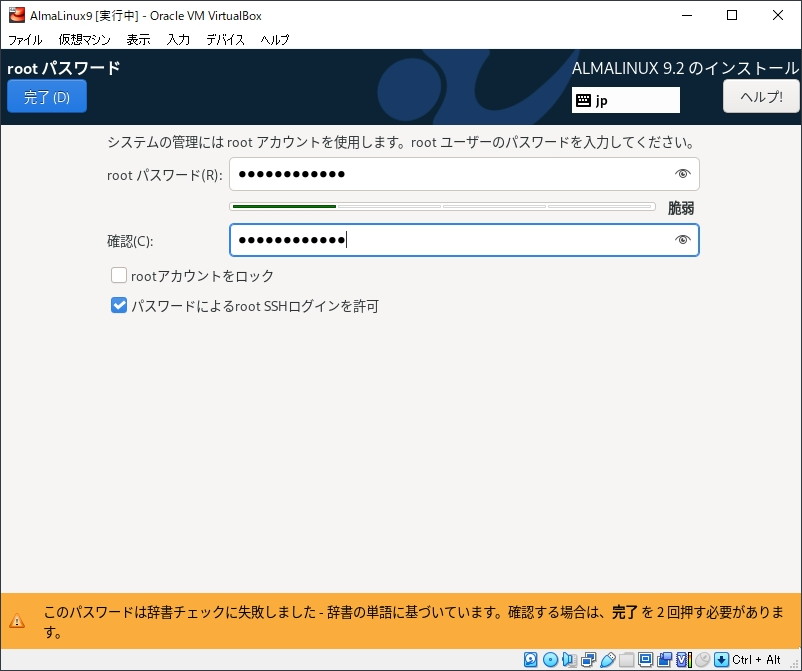 AlmaLinux9 [実行中] - Oracle VM VirtualBox
ファイル 仮想マシン 表示 入力 デバイス ヘルプ
root パスワード
ALMALINUX 9.2 のインストール
完了 (D)
jp
ヘルプ!
システムの管理には root アカウントを使用します。root ユーザーのパスワードを入力してください。
root パスワード(R): ●●●●●●●●●●●●
脆弱
確認(C): ●●●●●●●●●●●●
rootアカウントをロック
パスワードによるroot SSHログインを許可
このパスワードは辞書チェックに失敗しました - 辞書の単語に基づいています。確認する場合は、完了 を 2 回押す必要がありま
す。
Ctrl + Alt